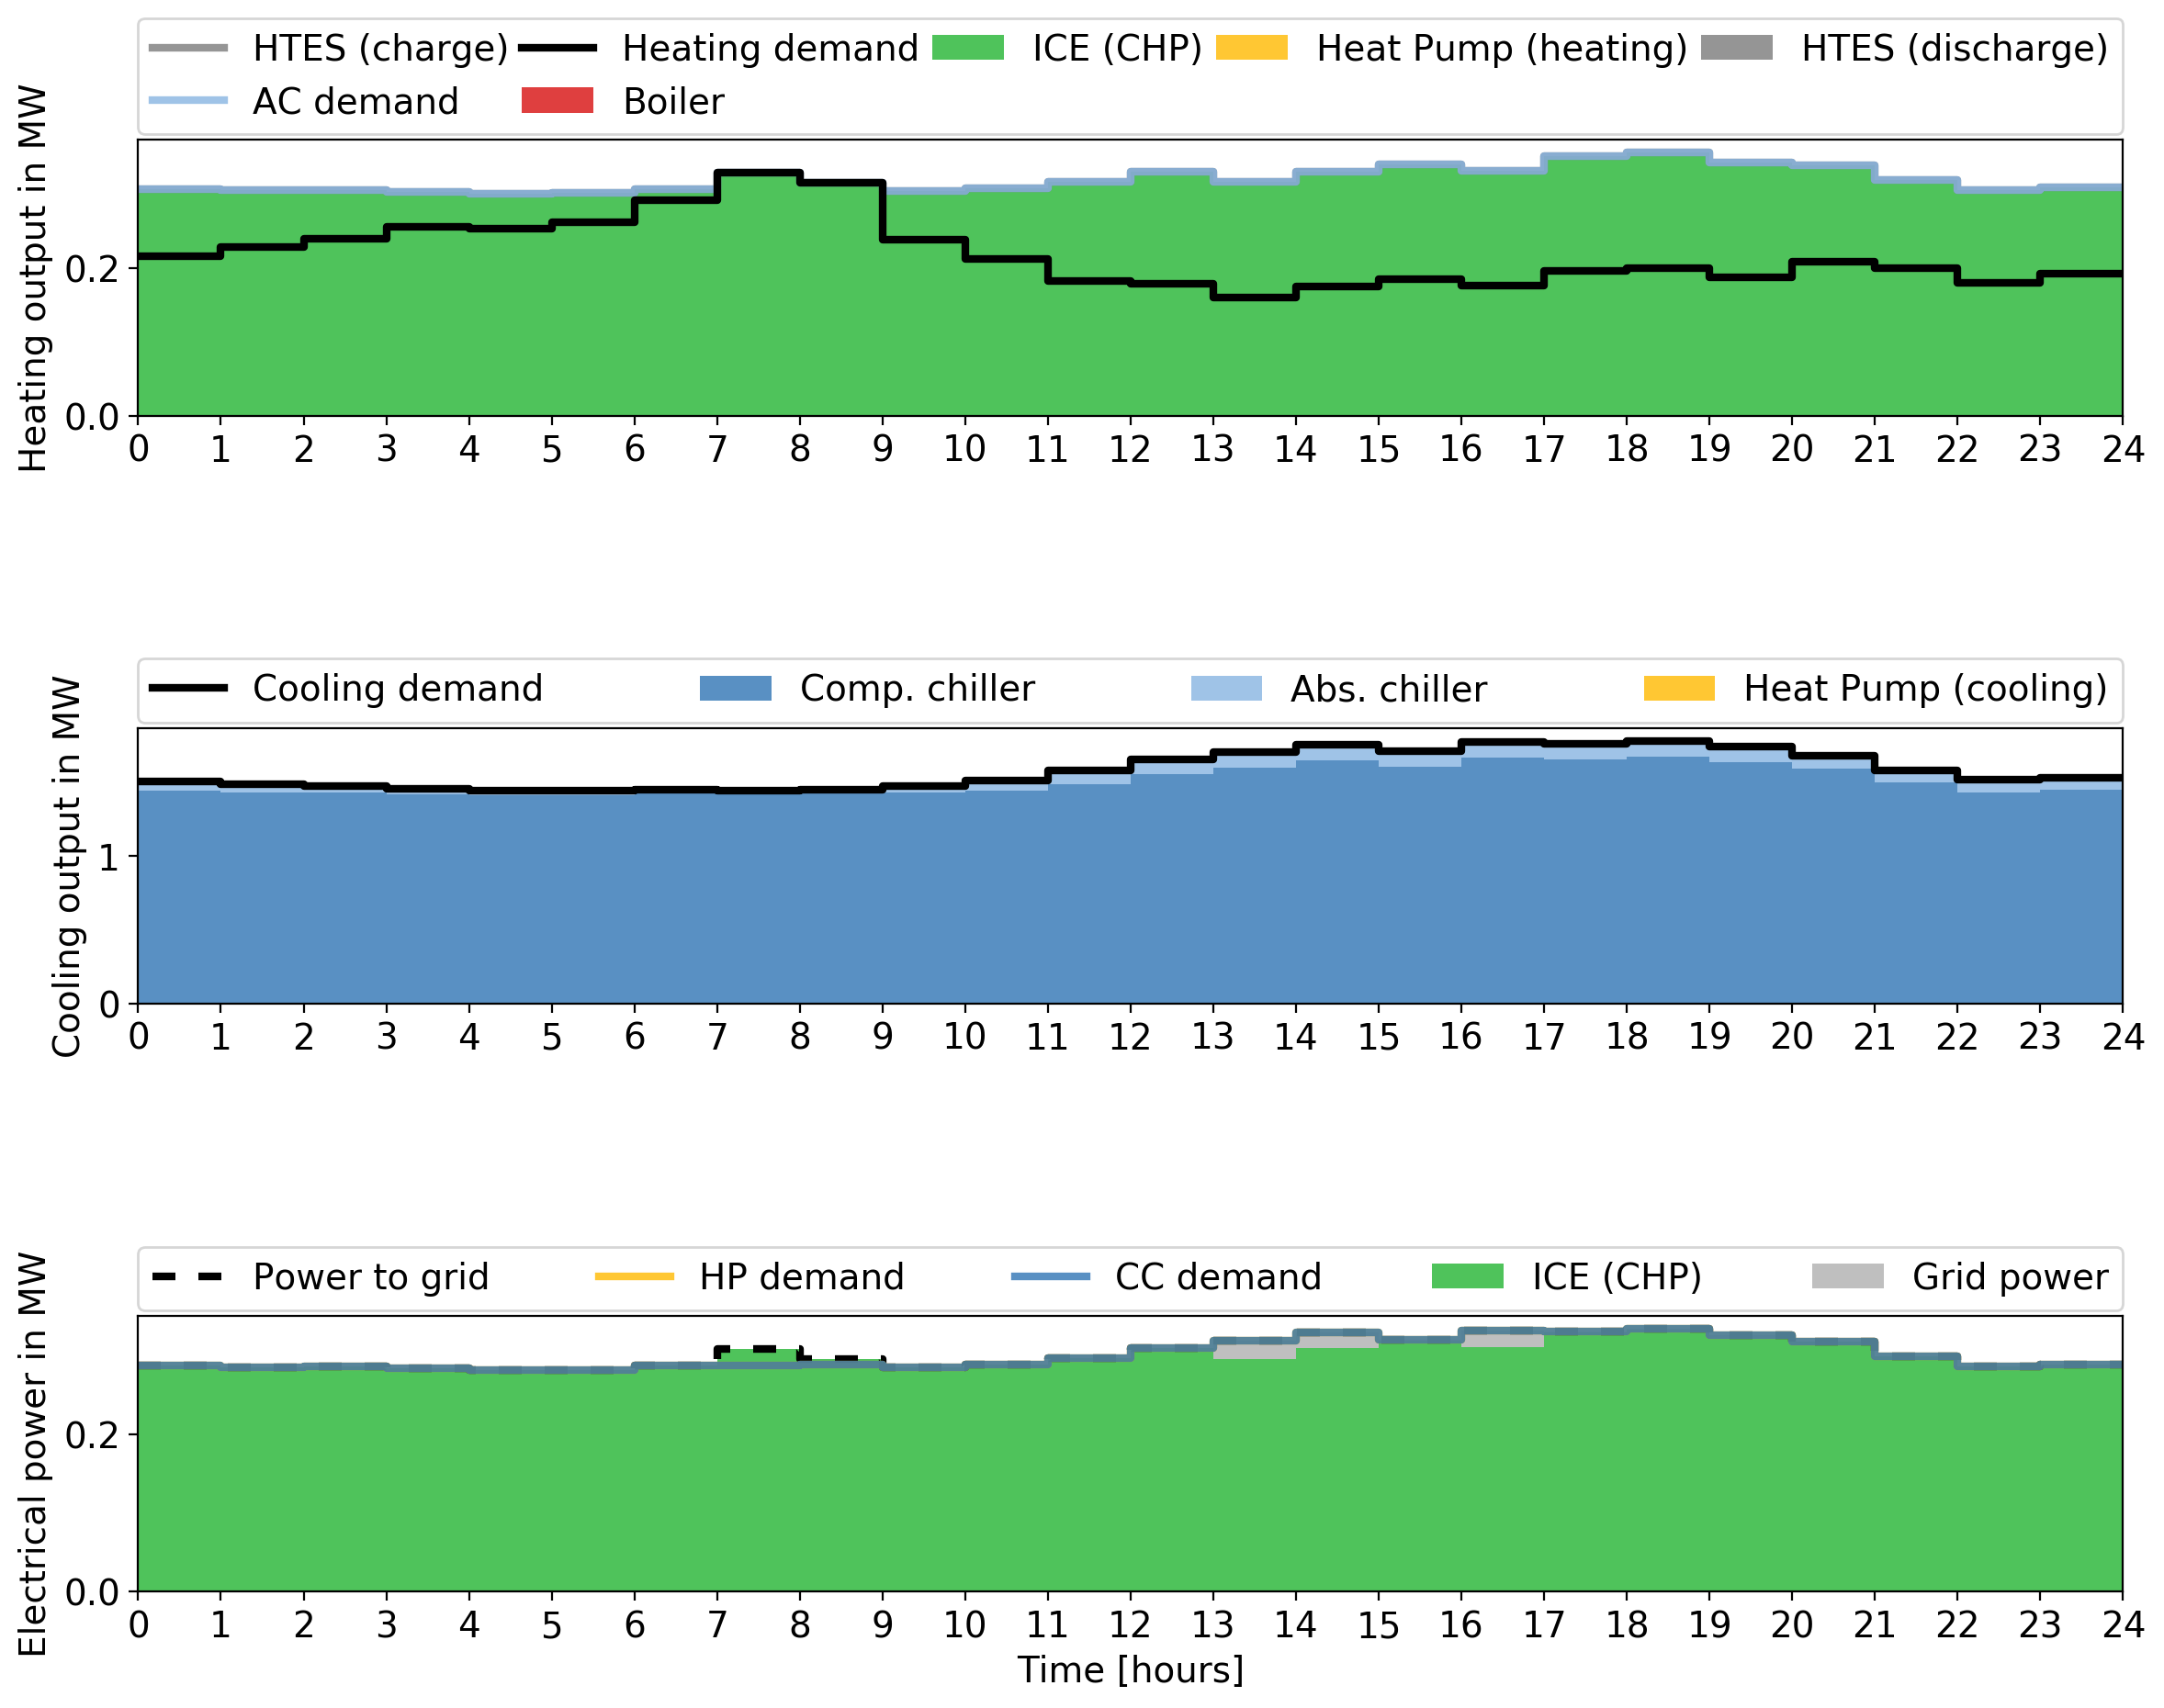 HTES (charge) Heating demand ICE (CHP) Heat Pump (heating) HTES (discharge)
AC demand Boiler
Heating output in MW
0.2
0.0
0 1 2 3 4 5 6 7 8 9 10 11 12 13 14 15 16 17 18 19 20 21 22 23 24
Cooling demand Comp. chiller Abs. chiller Heat Pump (cooling)
Cooling output in MW
1
0
0 1 2 3 4 5 6 7 8 9 10 11 12 13 14 15 16 17 18 19 20 21 22 23 24
Power to grid HP demand CC demand ICE (CHP) Grid power
Electrical power in MW
0.2
0.0
0 1 2 3 4 5 6 7 8 9 10 11 12 13 14 15 16 17 18 19 20 21 22 23 24
Time [hours]